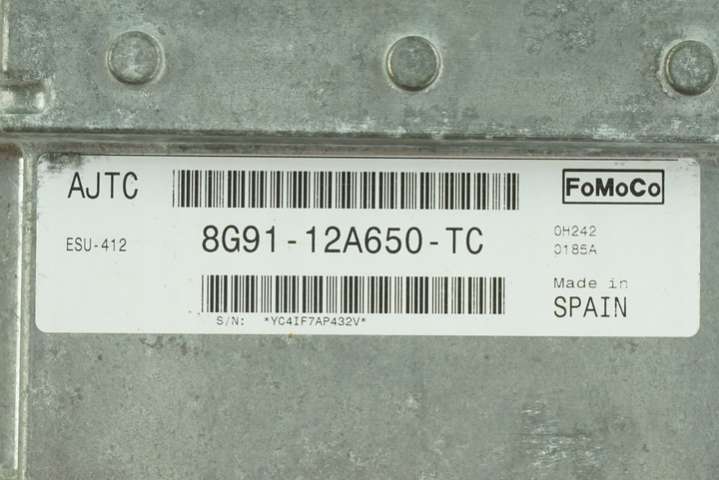 AJTC
FoMoCo
ESU-412
8G91-12A650-TC
0H242
0185A
Made in
SPAIN
S/N: *YC4IF7AP432V*